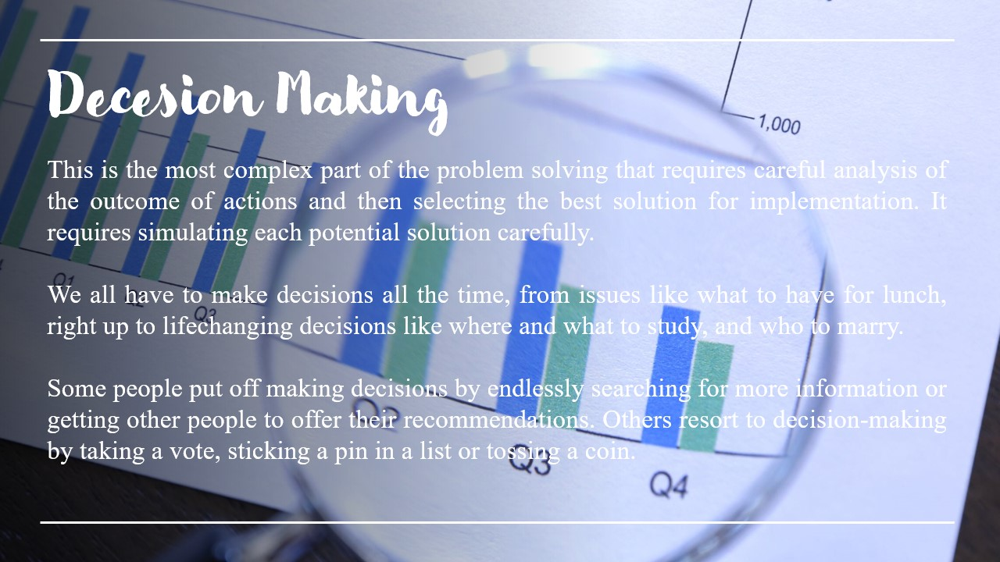 Decesion Making
This is the most complex part of the problem solving that requires careful analysis of
the outcome of actions and then selecting the best solution for implementation. It
requires simulating each potential solution carefully.
We all have to make decisions all the time, from issues like what to have for lunch,
right up to lifechanging decisions like where and what to study, and who to marry.
Some people put off making decisions by endlessly searching for more information or
getting other people to offer their recommendations. Others resort to decision-making
by taking a vote, sticking a pin in a list or tossing a coin.
1,000
Q1
Q2
Q3
Q2
Q3
Q4